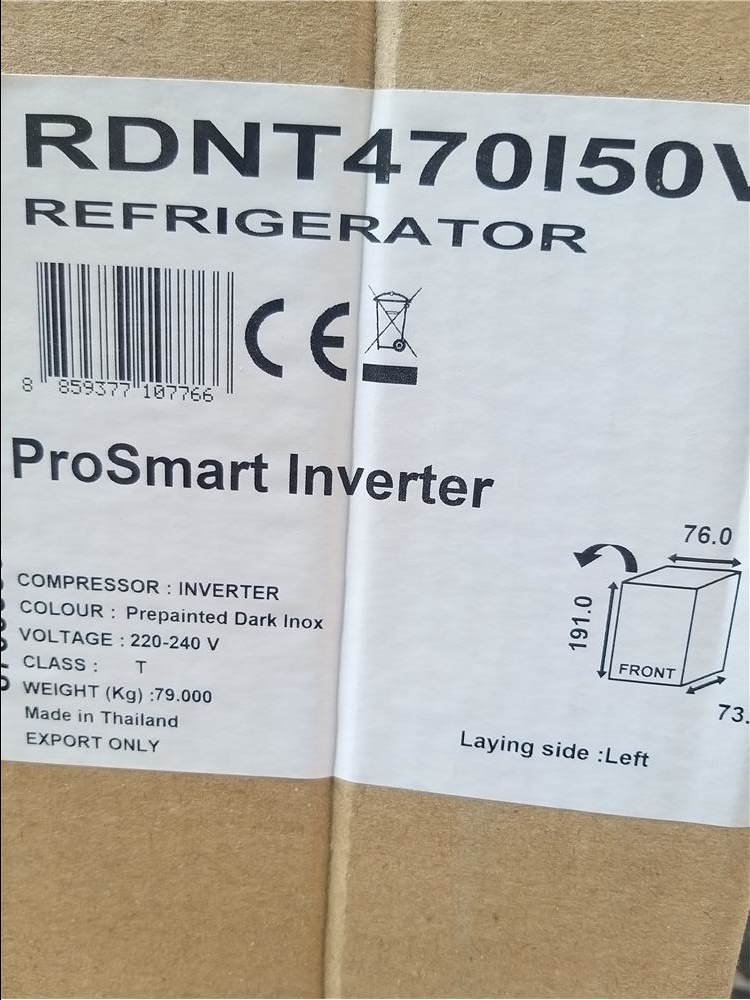 RDNT470I50V
REFRIGERATOR
CE
8 859377 107766
ProSmart Inverter
76.0
191.0
FRONT
73.
COMPRESSOR : INVERTER
COLOUR : Prepainted Dark Inox
VOLTAGE : 220-240 V
CLASS : T
WEIGHT (Kg) :79.000
Made in Thailand
EXPORT ONLY
Laying side :Left